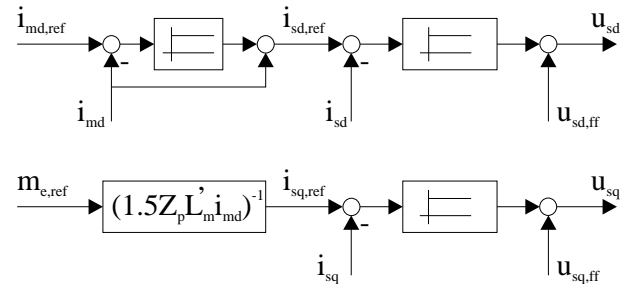 i_md,ref
i_sd,ref
u_sd
-
-
i_md
i_sd
u_sd,ff
m_e,ref
(1.5Z_pL'_mi_md)^-1
i_sq,ref
u_sq
-
i_sq
u_sq,ff